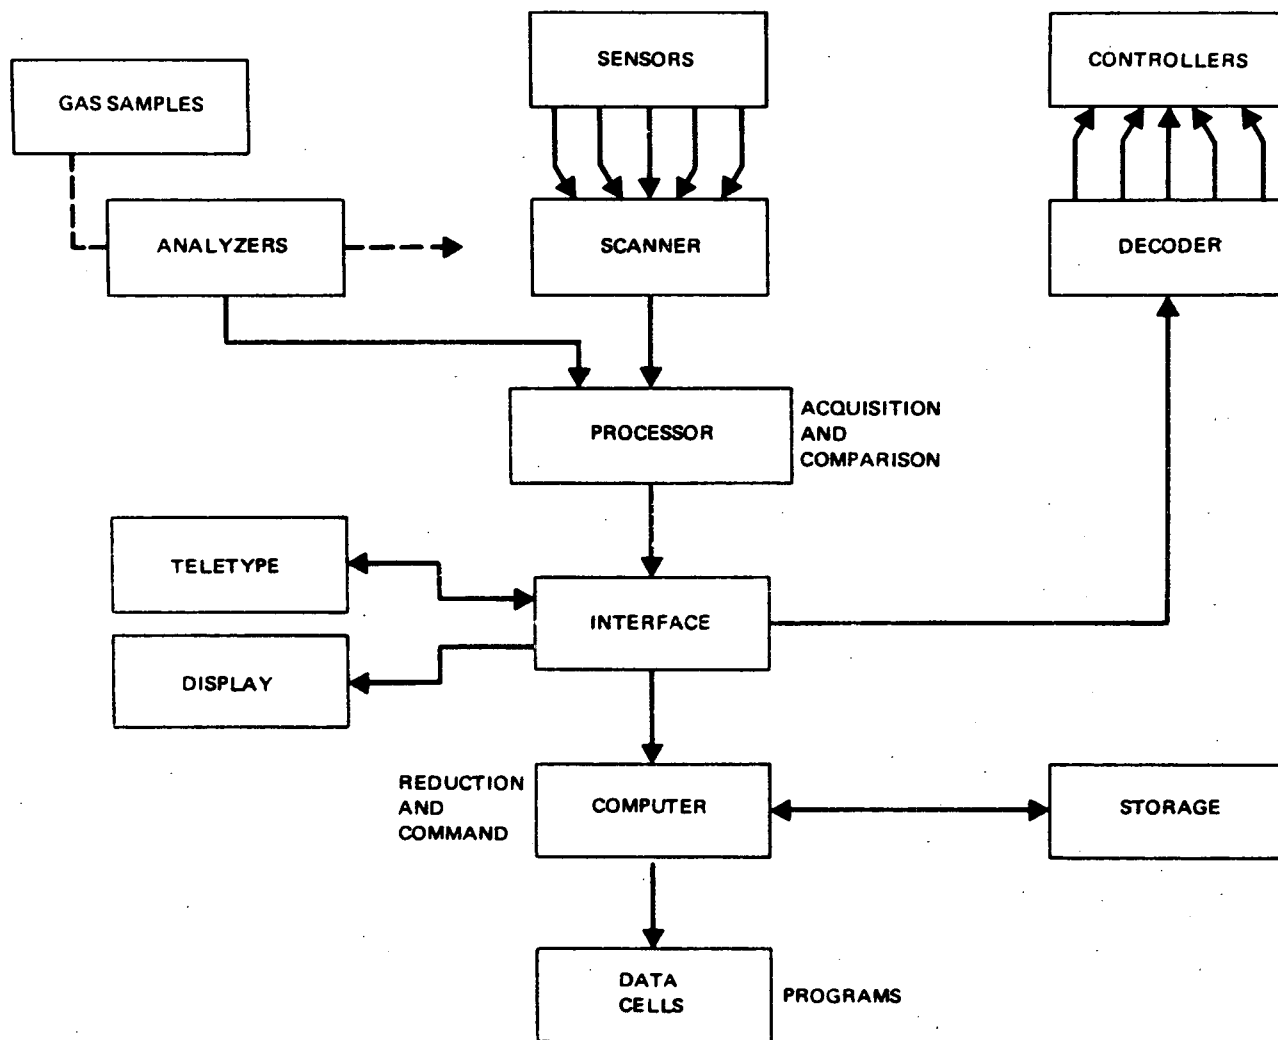 SENSORS
CONTROLLERS
GAS SAMPLES
ANALYZERS
SCANNER
DECODER
PROCESSOR
ACQUISITION
AND
COMPARISON
TELETYPE
INTERFACE
DISPLAY
REDUCTION
AND
COMMAND
COMPUTER
STORAGE
DATA
CELLS
PROGRAMS